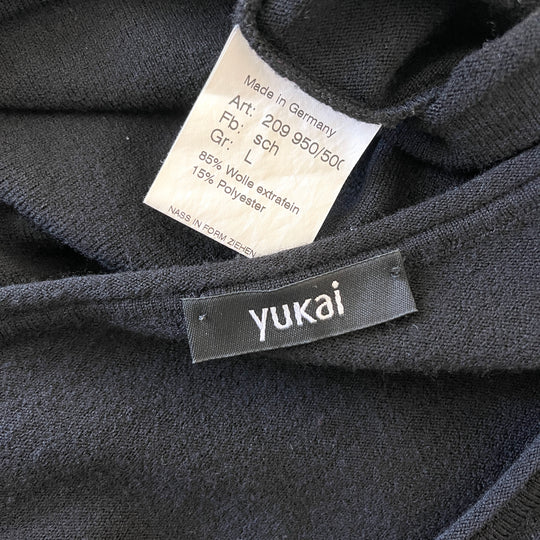 Made in Germany
Art: 209 950/500
Fb: sch
Gr: L
85% Wolle extrafein
15% Polyester
NASS IN FORM ZIEHEN
yukai